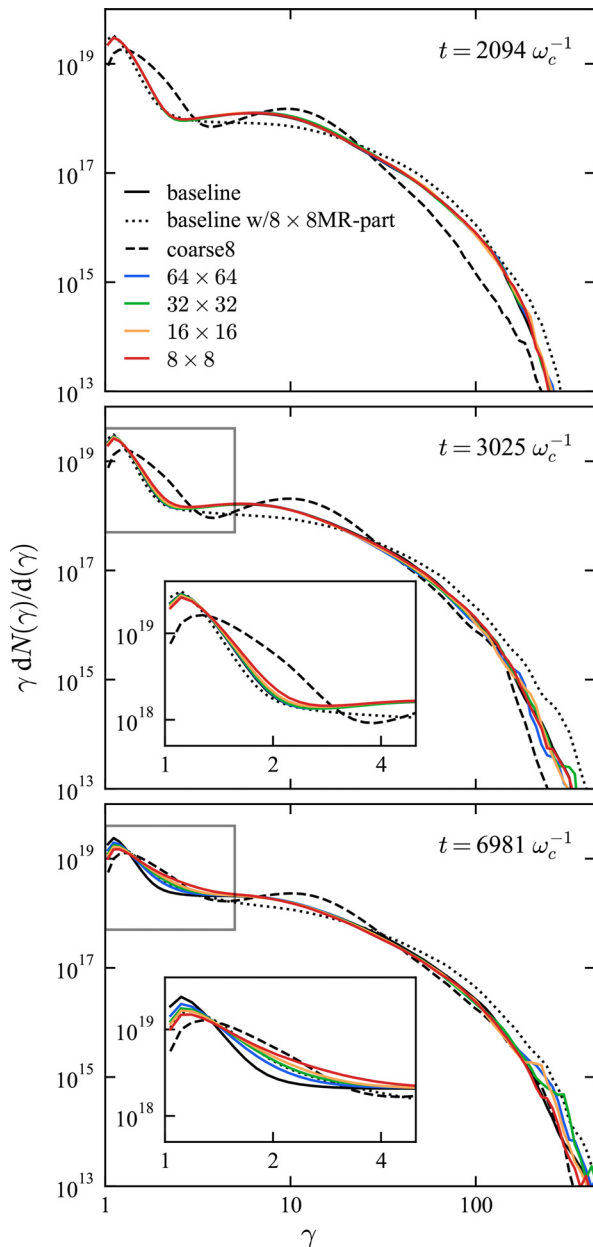 10^19
10^17
10^15
10^13
t = 2094 ω_c^−1
baseline
baseline w/8 × 8MR-part
coarse8
64 × 64
32 × 32
16 × 16
8 × 8
10^19
10^17
10^15
10^13
t = 3025 ω_c^−1
10^19
10^18
1
2
4
γ dN(γ)/d(γ)
10^19
10^17
10^15
10^13
t = 6981 ω_c^−1
10^19
10^18
1
2
4
1
10
100
γ